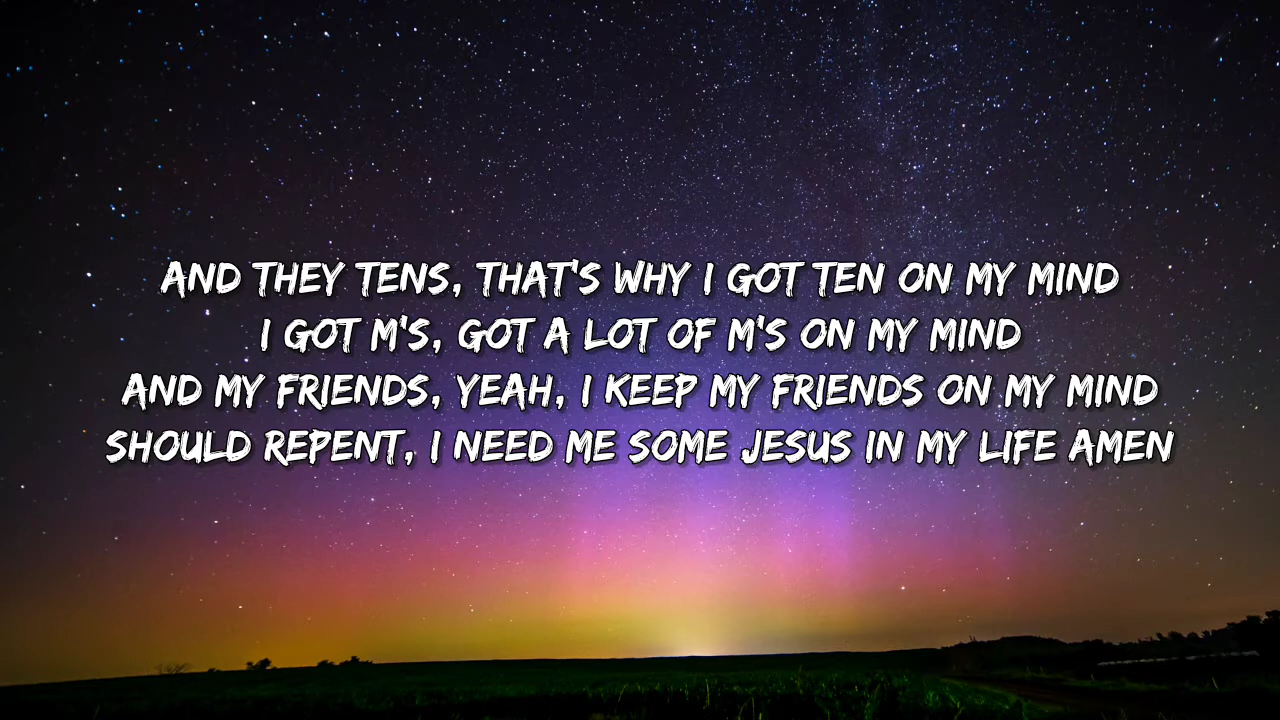 AND THEY TENS, THAT'S WHY I GOT TEN ON MY MIND
I GOT M'S, GOT A LOT OF M'S ON MY MIND
AND MY FRIENDS, YEAH, I KEEP MY FRIENDS ON MY MIND
SHOULD REPENT, I NEED ME SOME JESUS IN MY LIFE AMEN